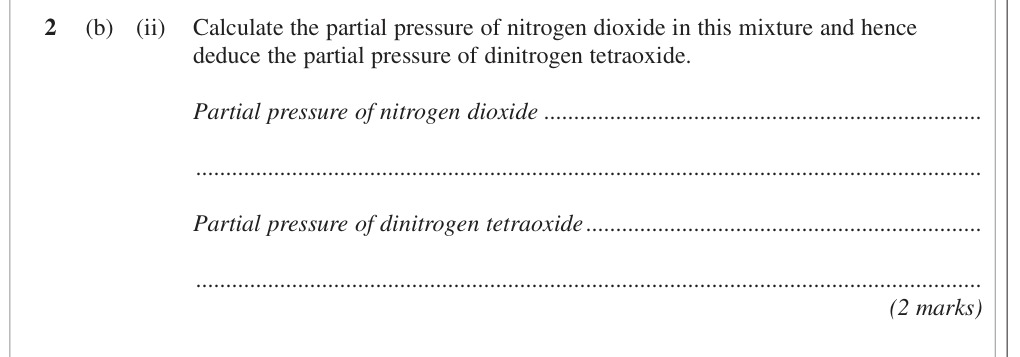 2 (b) (ii) Calculate the partial pressure of nitrogen dioxide in this mixture and hence
deduce the partial pressure of dinitrogen tetraoxide.
Partial pressure of nitrogen dioxide ..........................................................................
....................................................................................................................................
Partial pressure of dinitrogen tetraoxide...................................................................
....................................................................................................................................
(2 marks)